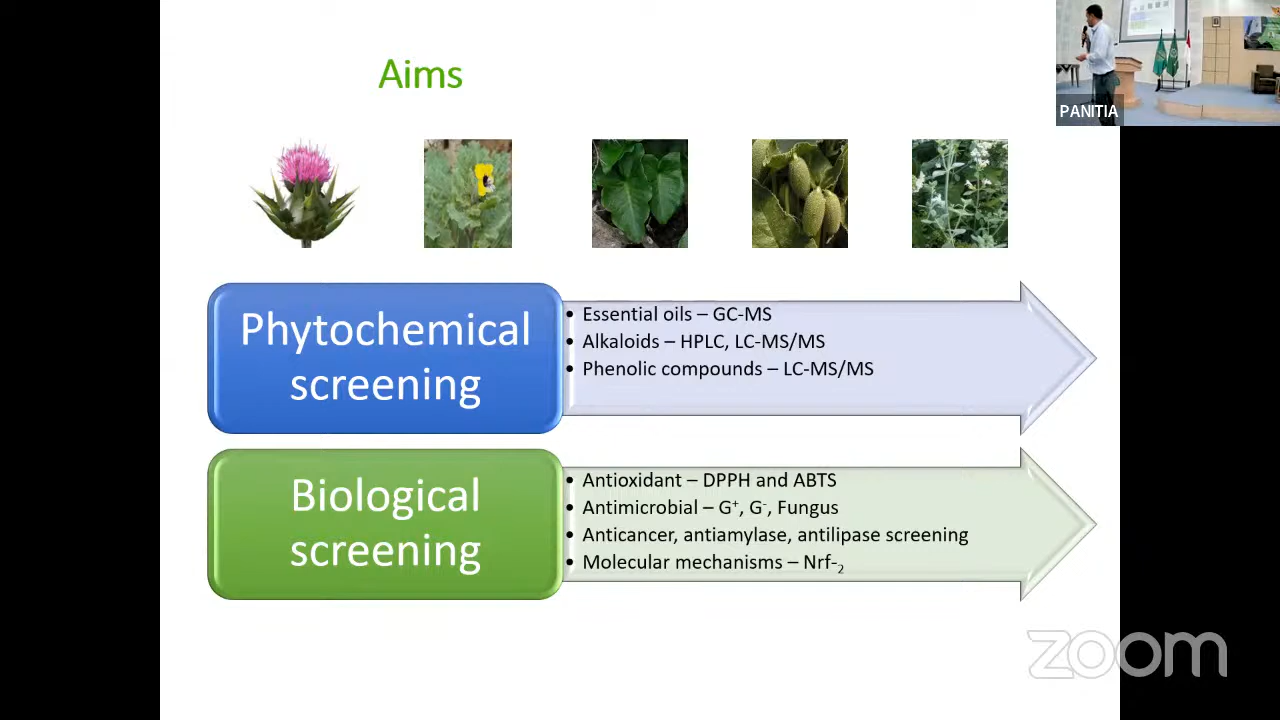 Aims
PANITIA
Phytochemical
screening
• Essential oils – GC-MS
• Alkaloids – HPLC, LC-MS/MS
• Phenolic compounds – LC-MS/MS
Biological
screening
• Antioxidant – DPPH and ABTS
• Antimicrobial – G⁺, G⁻, Fungus
• Anticancer, antiamylase, antilipase screening
• Molecular mechanisms – Nrf-₂
zoom